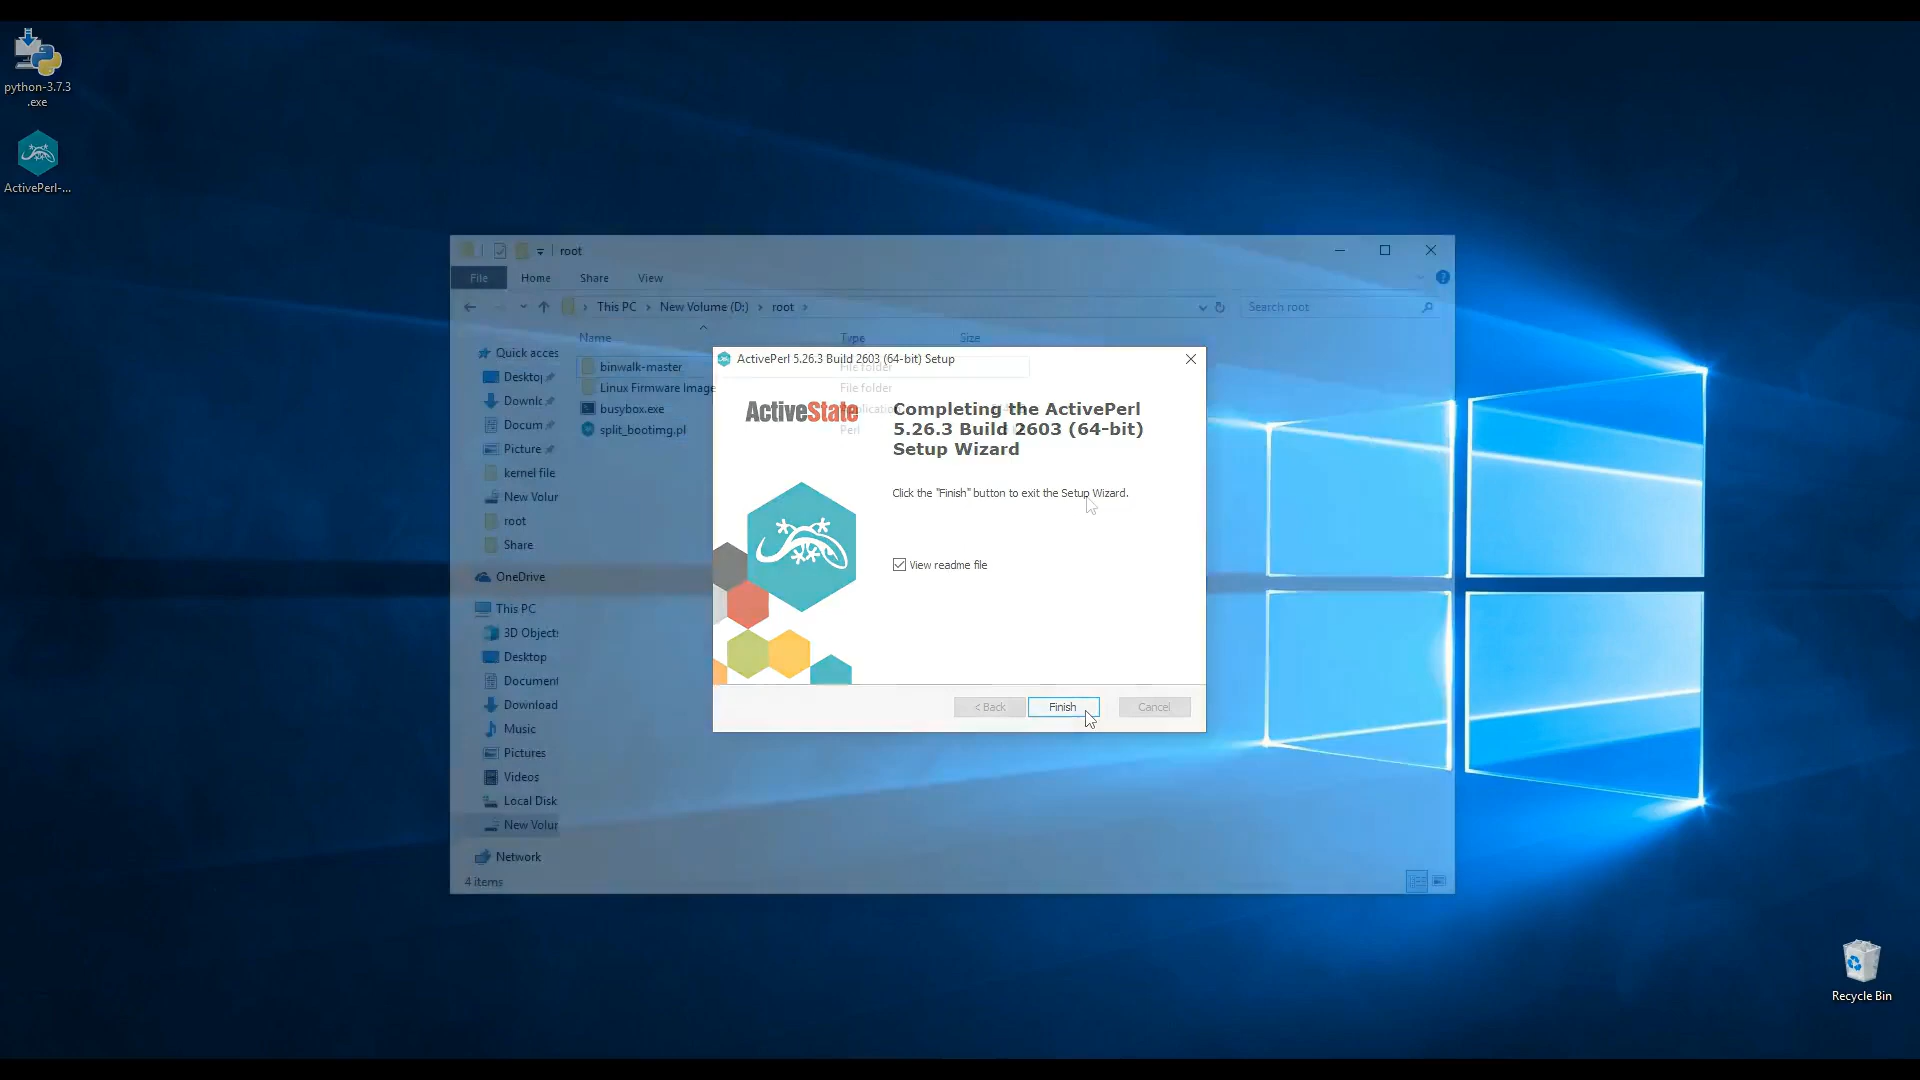 python-3.7.3
.exe
ActivePerl-...
root
File
Home
Share
View
This PC
New Volume (D:)
root
Search root
Name
Type
Size
Quick acces
binwalk-master
File folder
Linux Firmware Image
File folder
busybox.exe
split_bootimg.pl
Perl
Desktop
Downlo
Docum
Picture
kernel file
New Volur
root
Share
OneDrive
This PC
3D Object
Desktop
Document
Download
Music
Pictures
Videos
Local Disk
New Volur
Network
4 items
ActivePerl 5.26.3 Build 2603 (64-bit) Setup
ActiveState
Completing the ActivePerl
5.26.3 Build 2603 (64-bit)
Setup Wizard
Click the "Finish" button to exit the Setup Wizard.
View readme file
< Back
Finish
Cancel
Recycle Bin